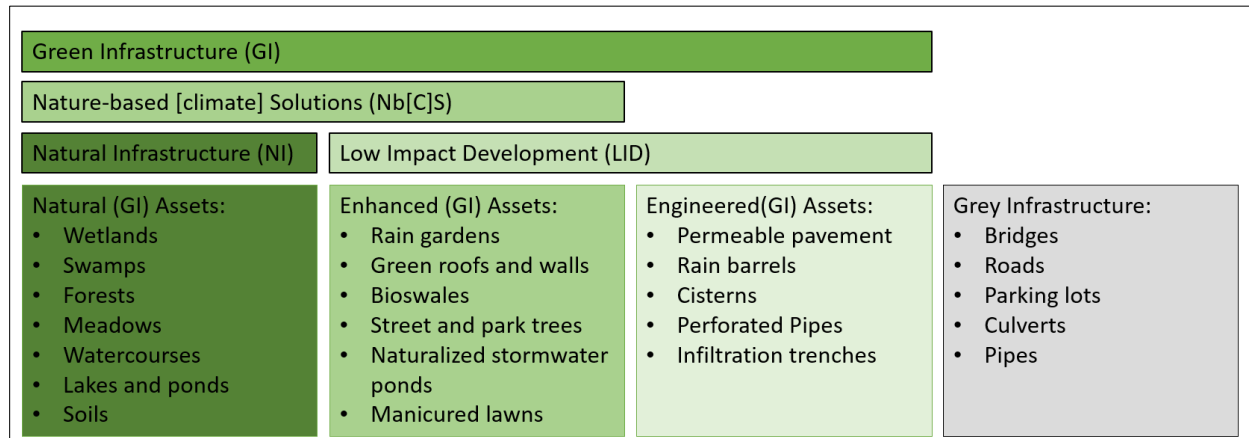 Green Infrastructure (GI)
Nature-based [climate] Solutions (Nb[C]S)
Natural Infrastructure (NI)
Low Impact Development (LID)
Natural (GI) Assets:
• Wetlands
• Swamps
• Forests
• Meadows
• Watercourses
• Lakes and ponds
• Soils
Enhanced (GI) Assets:
• Rain gardens
• Green roofs and walls
• Bioswales
• Street and park trees
• Naturalized stormwater
ponds
• Manicured lawns
Engineered(GI) Assets:
• Permeable pavement
• Rain barrels
• Cisterns
• Perforated Pipes
• Infiltration trenches
Grey Infrastructure:
• Bridges
• Roads
• Parking lots
• Culverts
• Pipes